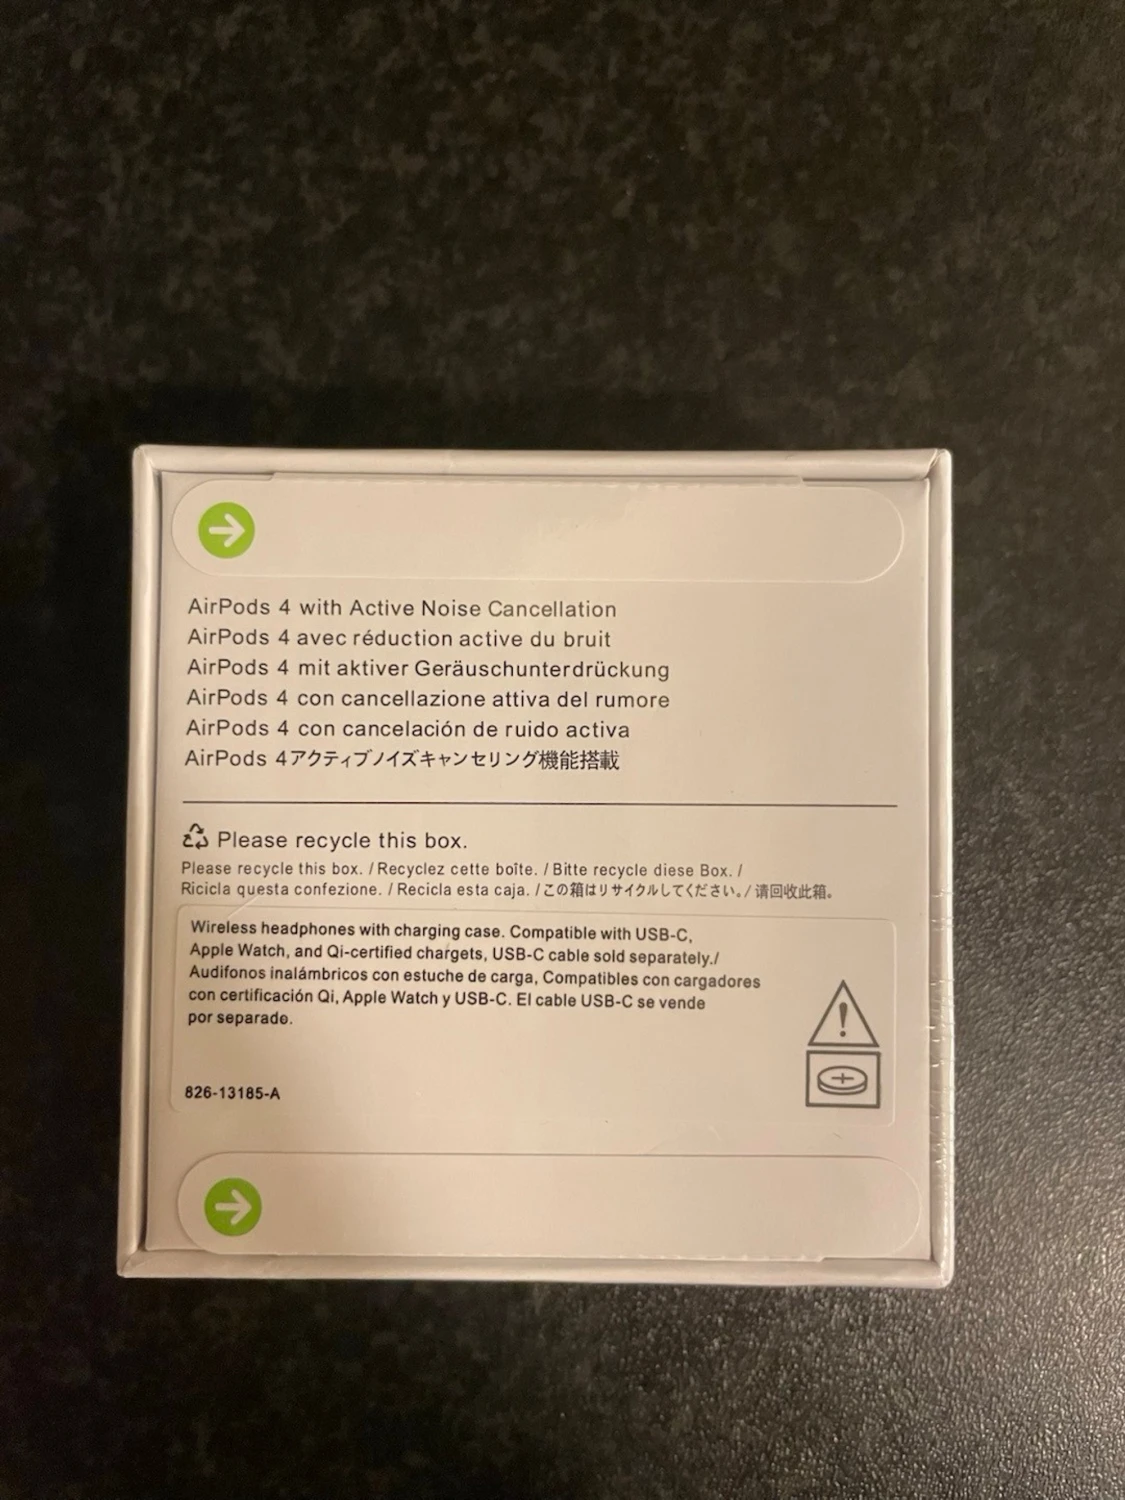 AirPods 4 with Active Noise Cancellation
AirPods 4 avec réduction active du bruit
AirPods 4 mit aktiver Geräuschunterdrückung
AirPods 4 con cancellazione attiva del rumore
AirPods 4 con cancelación de ruido activa
AirPods 4アクティブノイズキャンセリング機能搭載
Please recycle this box.
Please recycle this box. / Recyclez cette boîte. / Bitte recycle diese Box. /
Ricicla questa confezione. / Recicla esta caja. / この箱はリサイクルしてください。/ 请回收此箱。
Wireless headphones with charging case. Compatible with USB-C,
Apple Watch, and Qi-certified chargets, USB-C cable sold separately./
Audifonos inalámbricos con estuche de carga, Compatibles con cargadores
con certificación Qi, Apple Watch y USB-C. El cable USB-C se vende
por separado.
826-13185-A